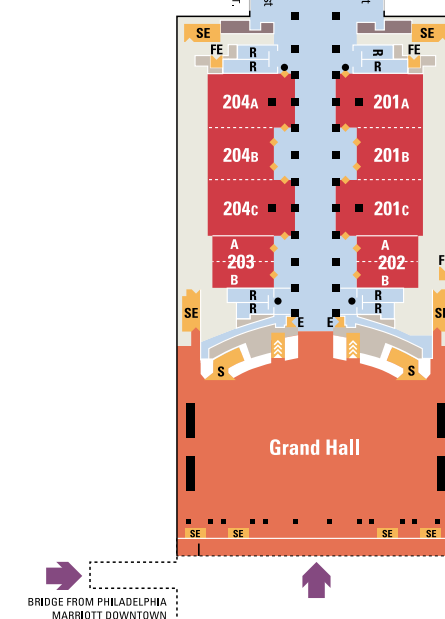 T.
st
t
SE
SE
FE
FE
R
R
R
R
204A
201A
204B
201B
204C
201C
A
A
203
202
B
B
F
R
R
R
R
SE
SE
E
E
S
S
Grand Hall
SE
SE
SE
SE
BRIDGE FROM PHILADELPHIA
MARRIOTT DOWNTOWN